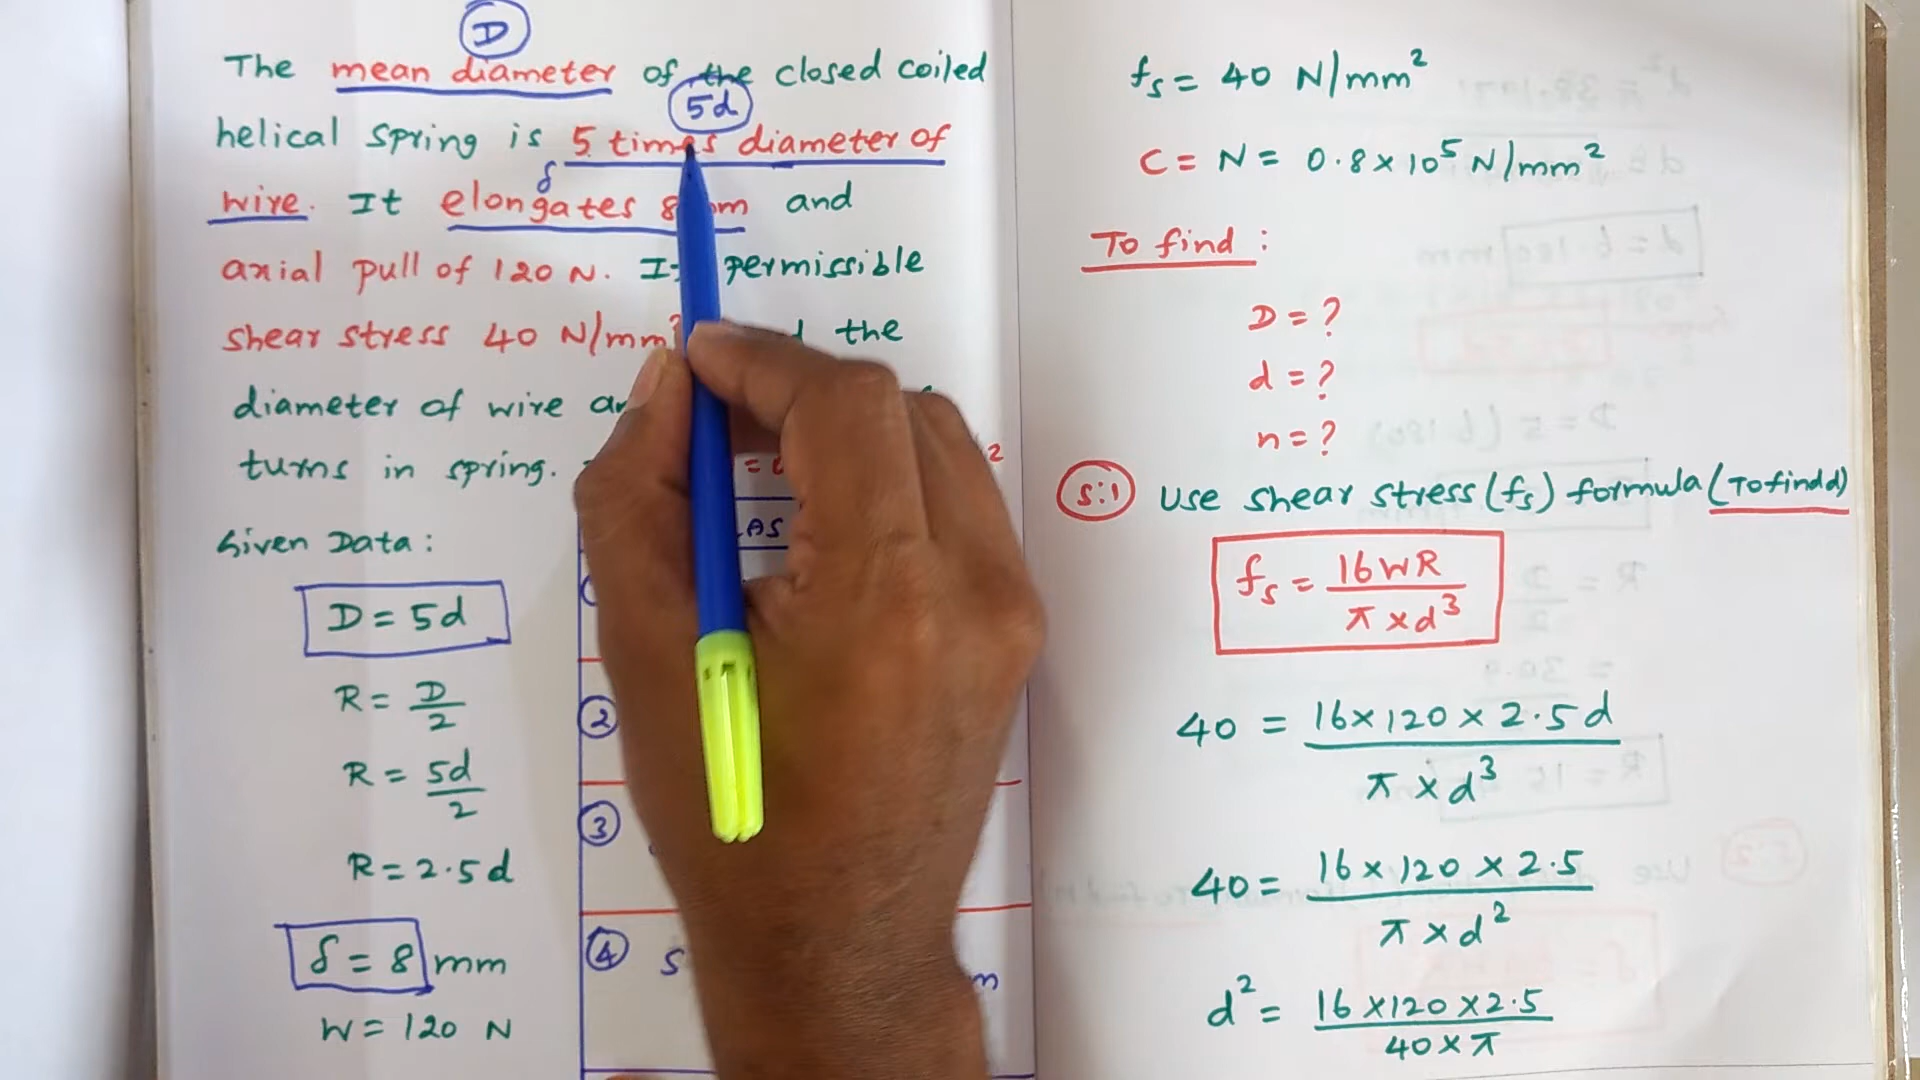 D
The mean diameter of the closed coiled
5d
helical spring is 5 times diameter of
δ
wire. It elongates 8 and
axial pull of 120 N. If permissible
shear stress 40 N/mm² the
diameter of wire
turns in spring.
2
Given Data:
D = 5d
R = D/2
R = 5d/2
R = 2.5d
δ = 8 mm
W = 120 N
2
3
4 S
fs = 40 N/mm²
C = N = 0.8 × 10⁵ N/mm²
To find :
D = ?
d = ?
n = ?
S:1 Use shear stress (fs) formula (To find d)
fs = 16WR / π × d³
40 = 16 × 120 × 2.5d / π × d³
40 = 16 × 120 × 2.5 / π × d²
d² = 16 × 120 × 2.5 / 40 × π